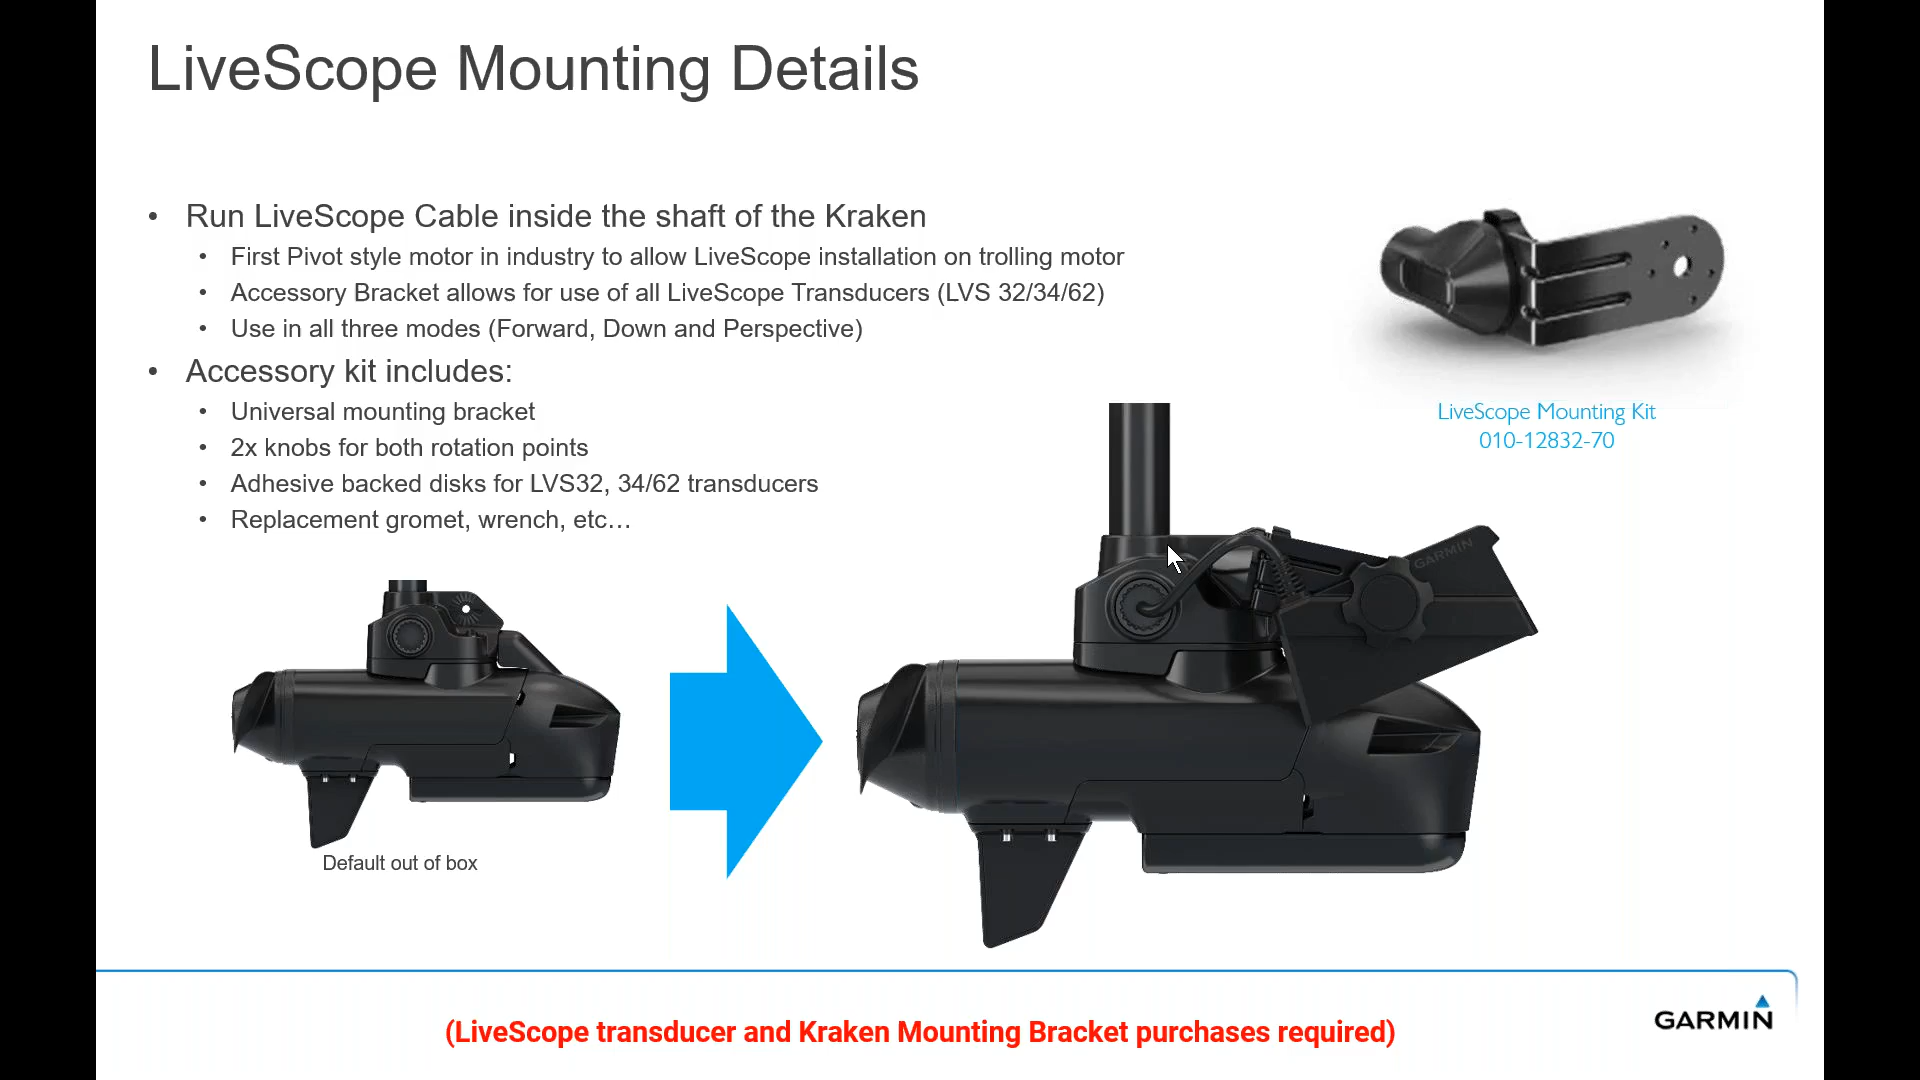 LiveScope Mounting Details
• Run LiveScope Cable inside the shaft of the Kraken
• First Pivot style motor in industry to allow LiveScope installation on trolling motor
• Accessory Bracket allows for use of all LiveScope Transducers (LVS 32/34/62)
• Use in all three modes (Forward, Down and Perspective)
• Accessory kit includes:
• Universal mounting bracket
• 2x knobs for both rotation points
• Adhesive backed disks for LVS32, 34/62 transducers
• Replacement gromet, wrench, etc…
LiveScope Mounting Kit
010-12832-70
GARMIN
Default out of box
(LiveScope transducer and Kraken Mounting Bracket purchases required)
GARMIN